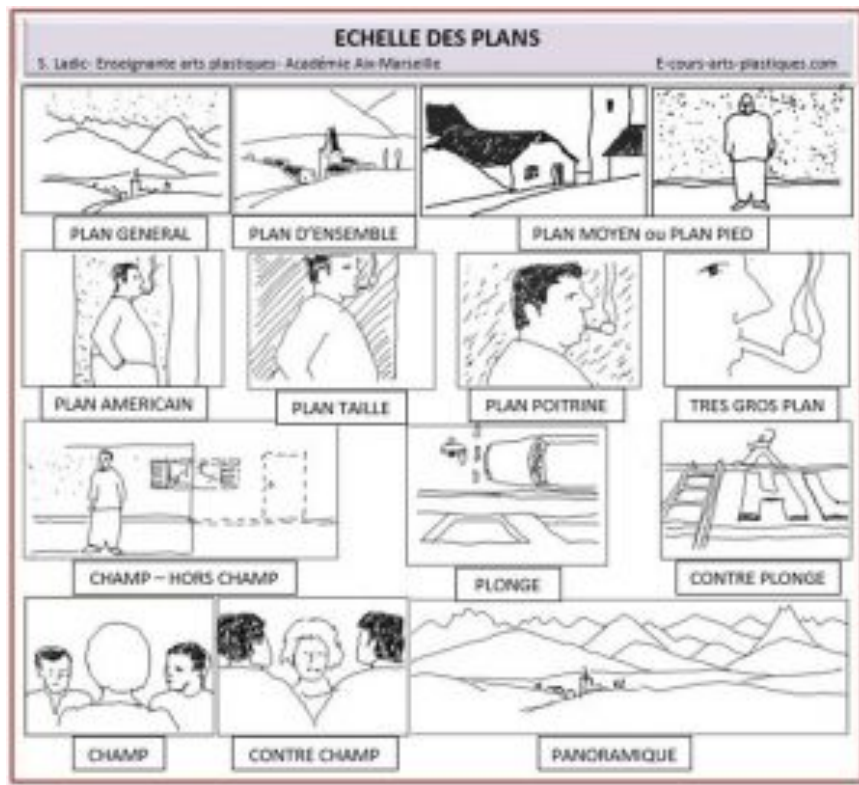 ECHELLE DES PLANS
S. Ladic- Enseignante arts plastiques- Académie Aix-Marseille E-cours-arts-plastiques.com
PLAN GENERAL PLAN D'ENSEMBLE PLAN MOYEN ou PLAN PIED
PLAN AMERICAIN PLAN TAILLE PLAN POITRINE TRES GROS PLAN
CHAMP – HORS CHAMP PLONGE CONTRE PLONGE
CHAMP CONTRE CHAMP PANORAMIQUE